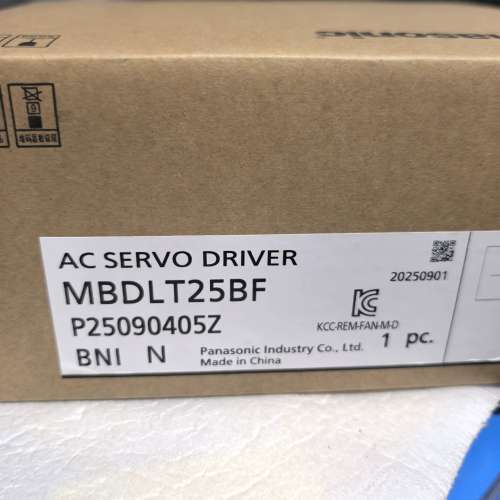 Panasonic
AC SERVO DRIVER
MBDLT25BF
20250901
P25090405Z
KCC-REM-FAN-M-D
BNI N
Panasonic Industry Co., Ltd.
1 pc.
Made in China